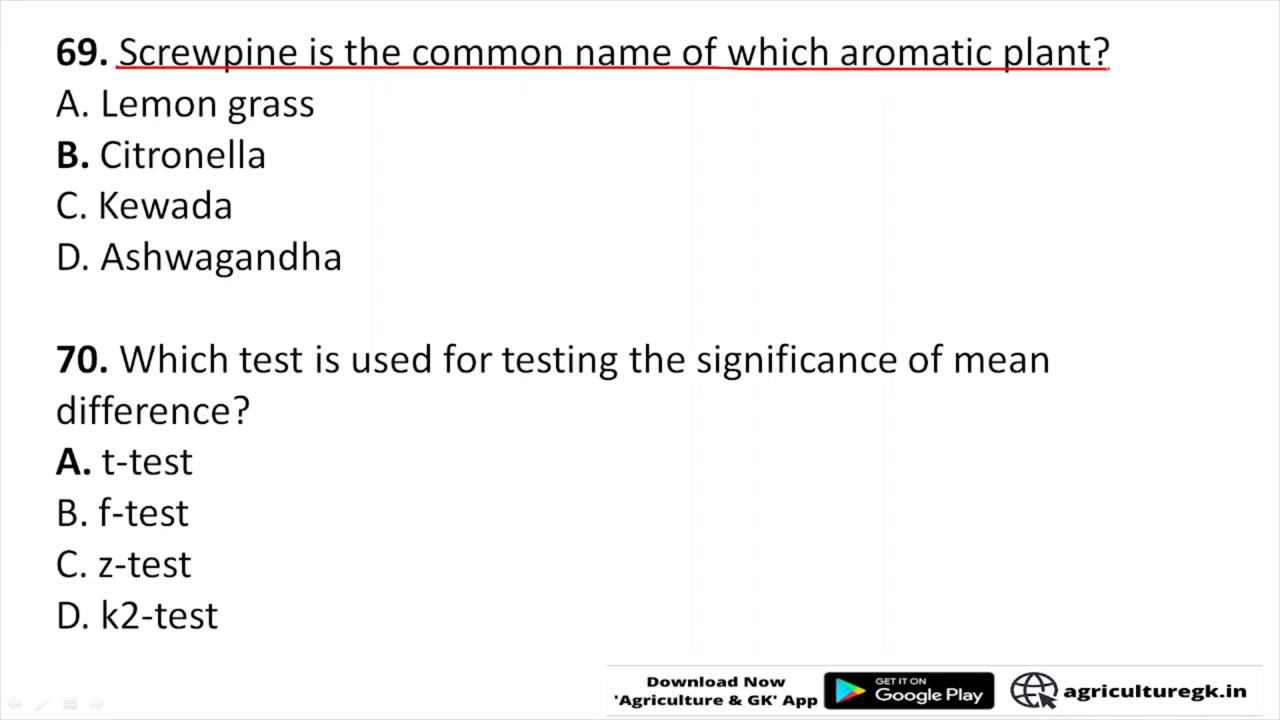 69. Screwpine is the common name of which aromatic plant?
A. Lemon grass
B. Citronella
C. Kewada
D. Ashwagandha
70. Which test is used for testing the significance of mean
difference?
A. t-test
B. f-test
C. z-test
D. k2-test
Download Now
'Agriculture & GK' App
GET IT ON
Google Play
agriculturegk.in